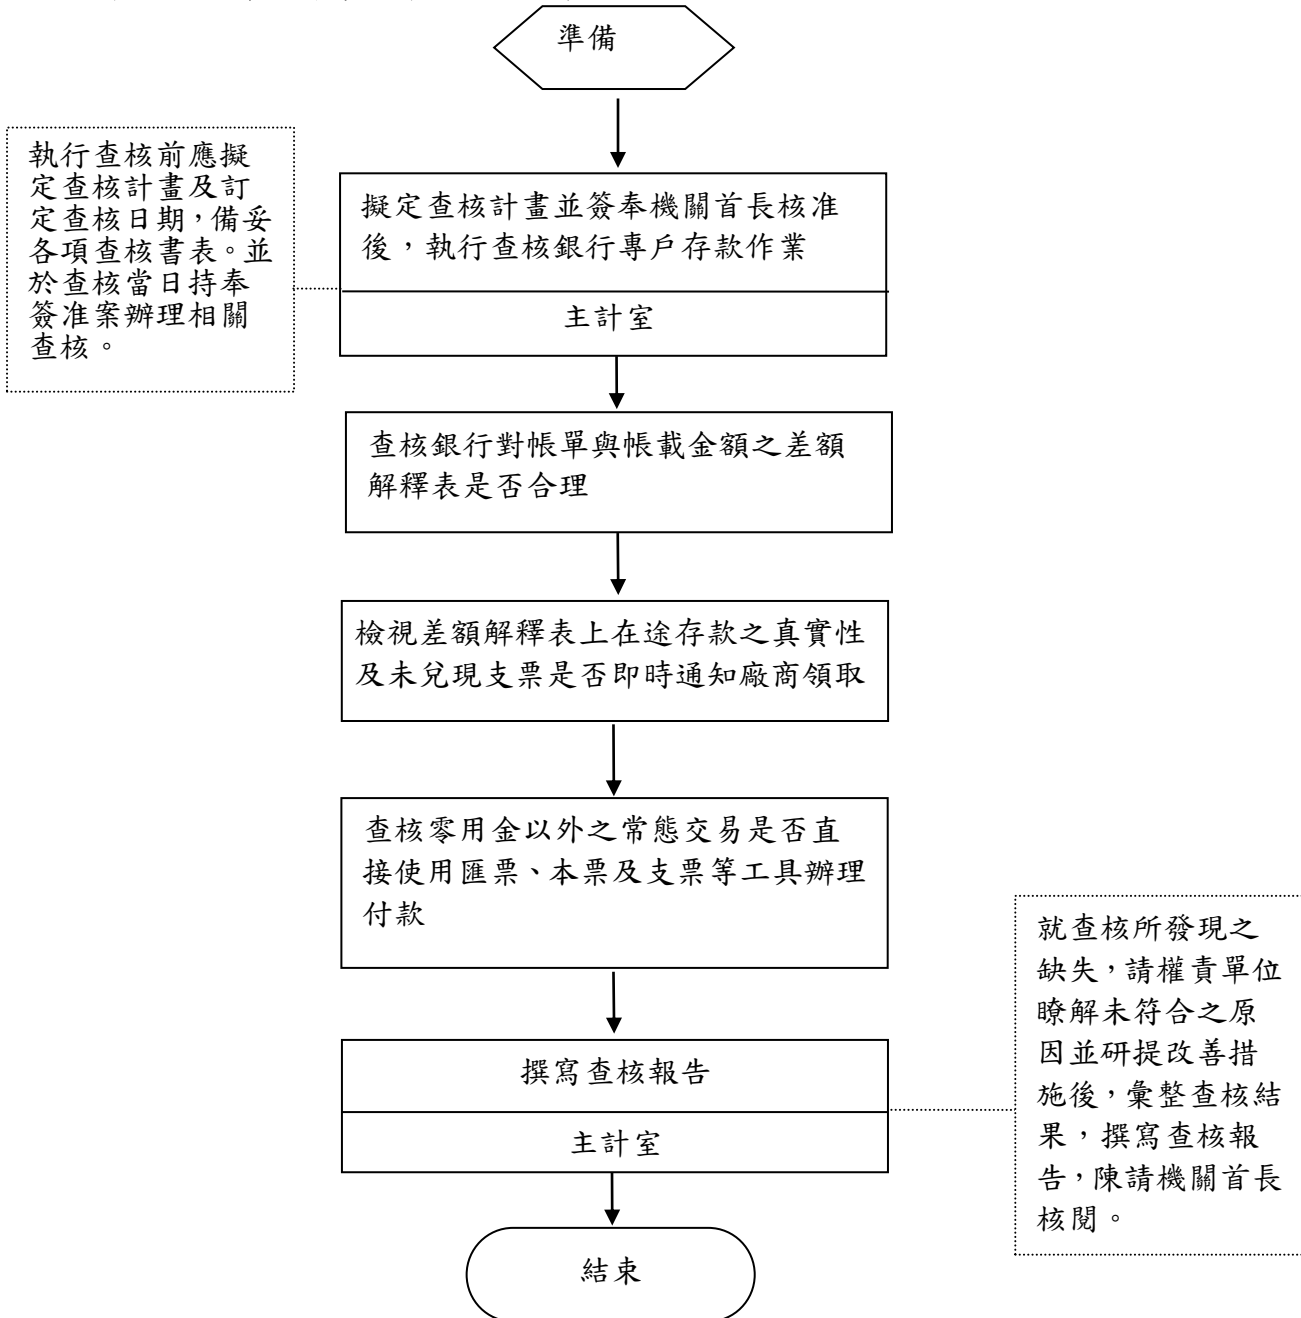 準備
執行查核前應擬
定查核計畫及訂
定查核日期，備妥
各項查核書表。並
於查核當日持奉
簽准案辦理相關
查核。
擬定查核計畫並簽奉機關首長核准
後，執行查核銀行專戶存款作業
主計室
查核銀行對帳單與帳載金額之差額
解釋表是否合理
檢視差額解釋表上在途存款之真實性
及未兌現支票是否即時通知廠商領取
查核零用金以外之常態交易是否直
接使用匯票、本票及支票等工具辦理
付款
撰寫查核報告
主計室
就查核所發現之
缺失，請權責單位
瞭解未符合之原
因並研提改善措
施後，彙整查核結
果，撰寫查核報
告，陳請機關首長
核閱。
結束